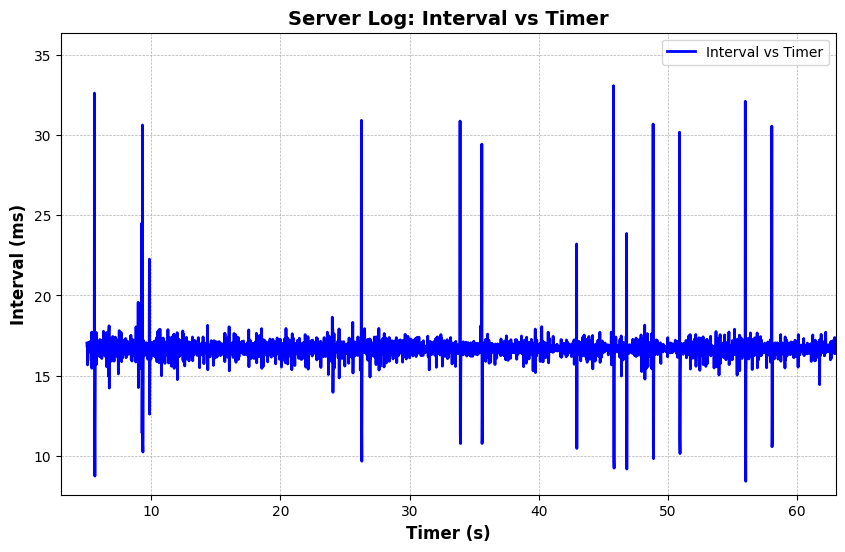 Server Log: Interval vs Timer
Interval vs Timer
Interval (ms)
35
30
25
20
15
10
10 20 30 40 50 60
Timer (s)